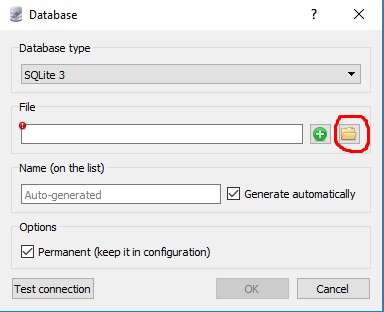 Database
?
Database type
SQLite 3
File
Name (on the list)
Auto-generated
Generate automatically
Options
Permanent (keep it in configuration)
Test connection
OK
Cancel